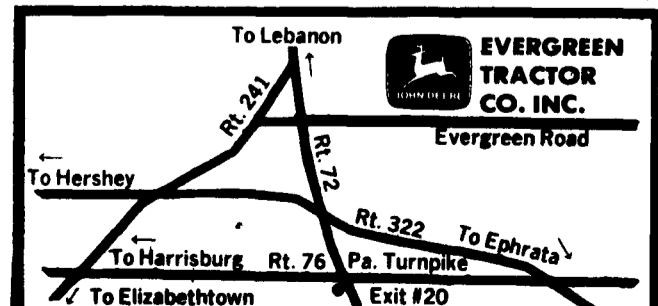 To Lebanon
EVERGREEN
TRACTOR
CO. INC.
JOHN DEERE
Rt. 241
Evergreen Road
Rt. 72
To Hershey
Rt. 322
To Ephrata
To Harrisburg Rt. 76 Pa. Turnpike
To Elizabethtown Exit #20